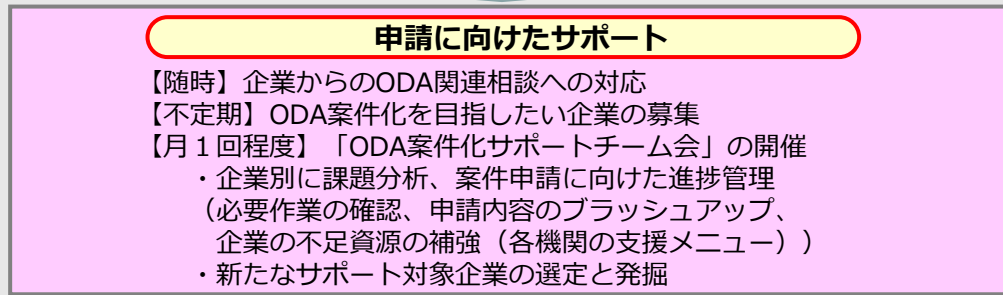 申請に向けたサポート
【随時】企業からのODA関連相談への対応
【不定期】ODA案件化を目指したい企業の募集
【月１回程度】「ODA案件化サポートチーム会」の開催
・企業別に課題分析、案件申請に向けた進捗管理
（必要作業の確認、申請内容のブラッシュアップ、
企業の不足資源の補強（各機関の支援メニュー））
・新たなサポート対象企業の選定と発掘